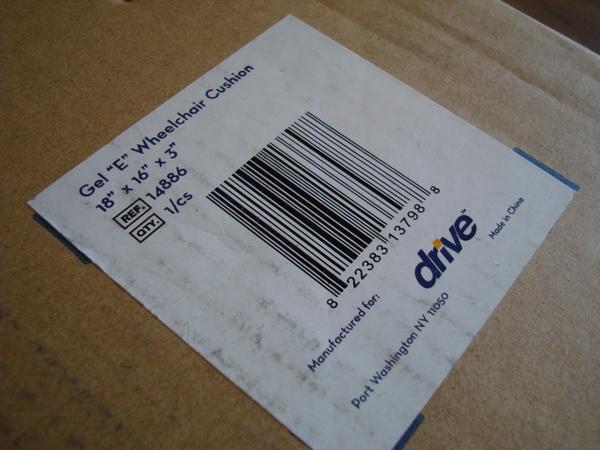 Gel "E" Wheelchair Cushion
18" x 16" x 3"
REF. 14886
QTY. 1/cs
8 22383 13798 8
Manufactured for:
drive™
Port Washington NY 11050
Made in China